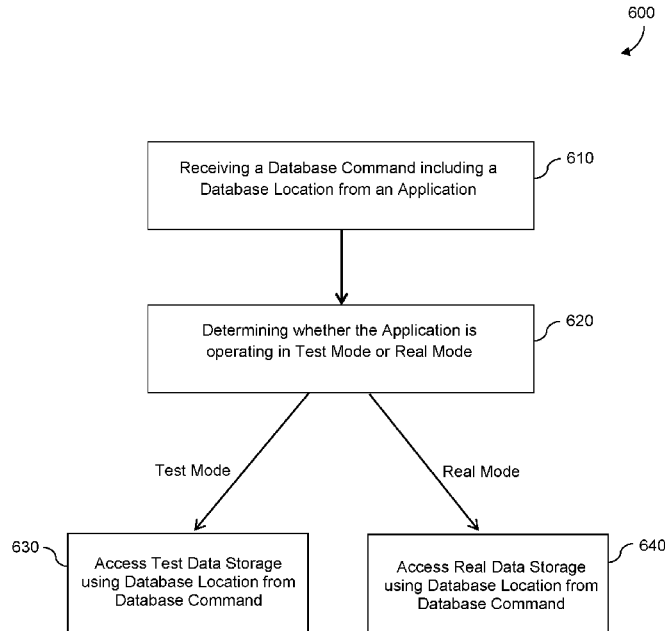 600
Receiving a Database Command including a
Database Location from an Application
610
Determining whether the Application is
operating in Test Mode or Real Mode
620
Test Mode
Real Mode
630
Access Test Data Storage
using Database Location from
Database Command
Access Real Data Storage
using Database Location from
Database Command
640